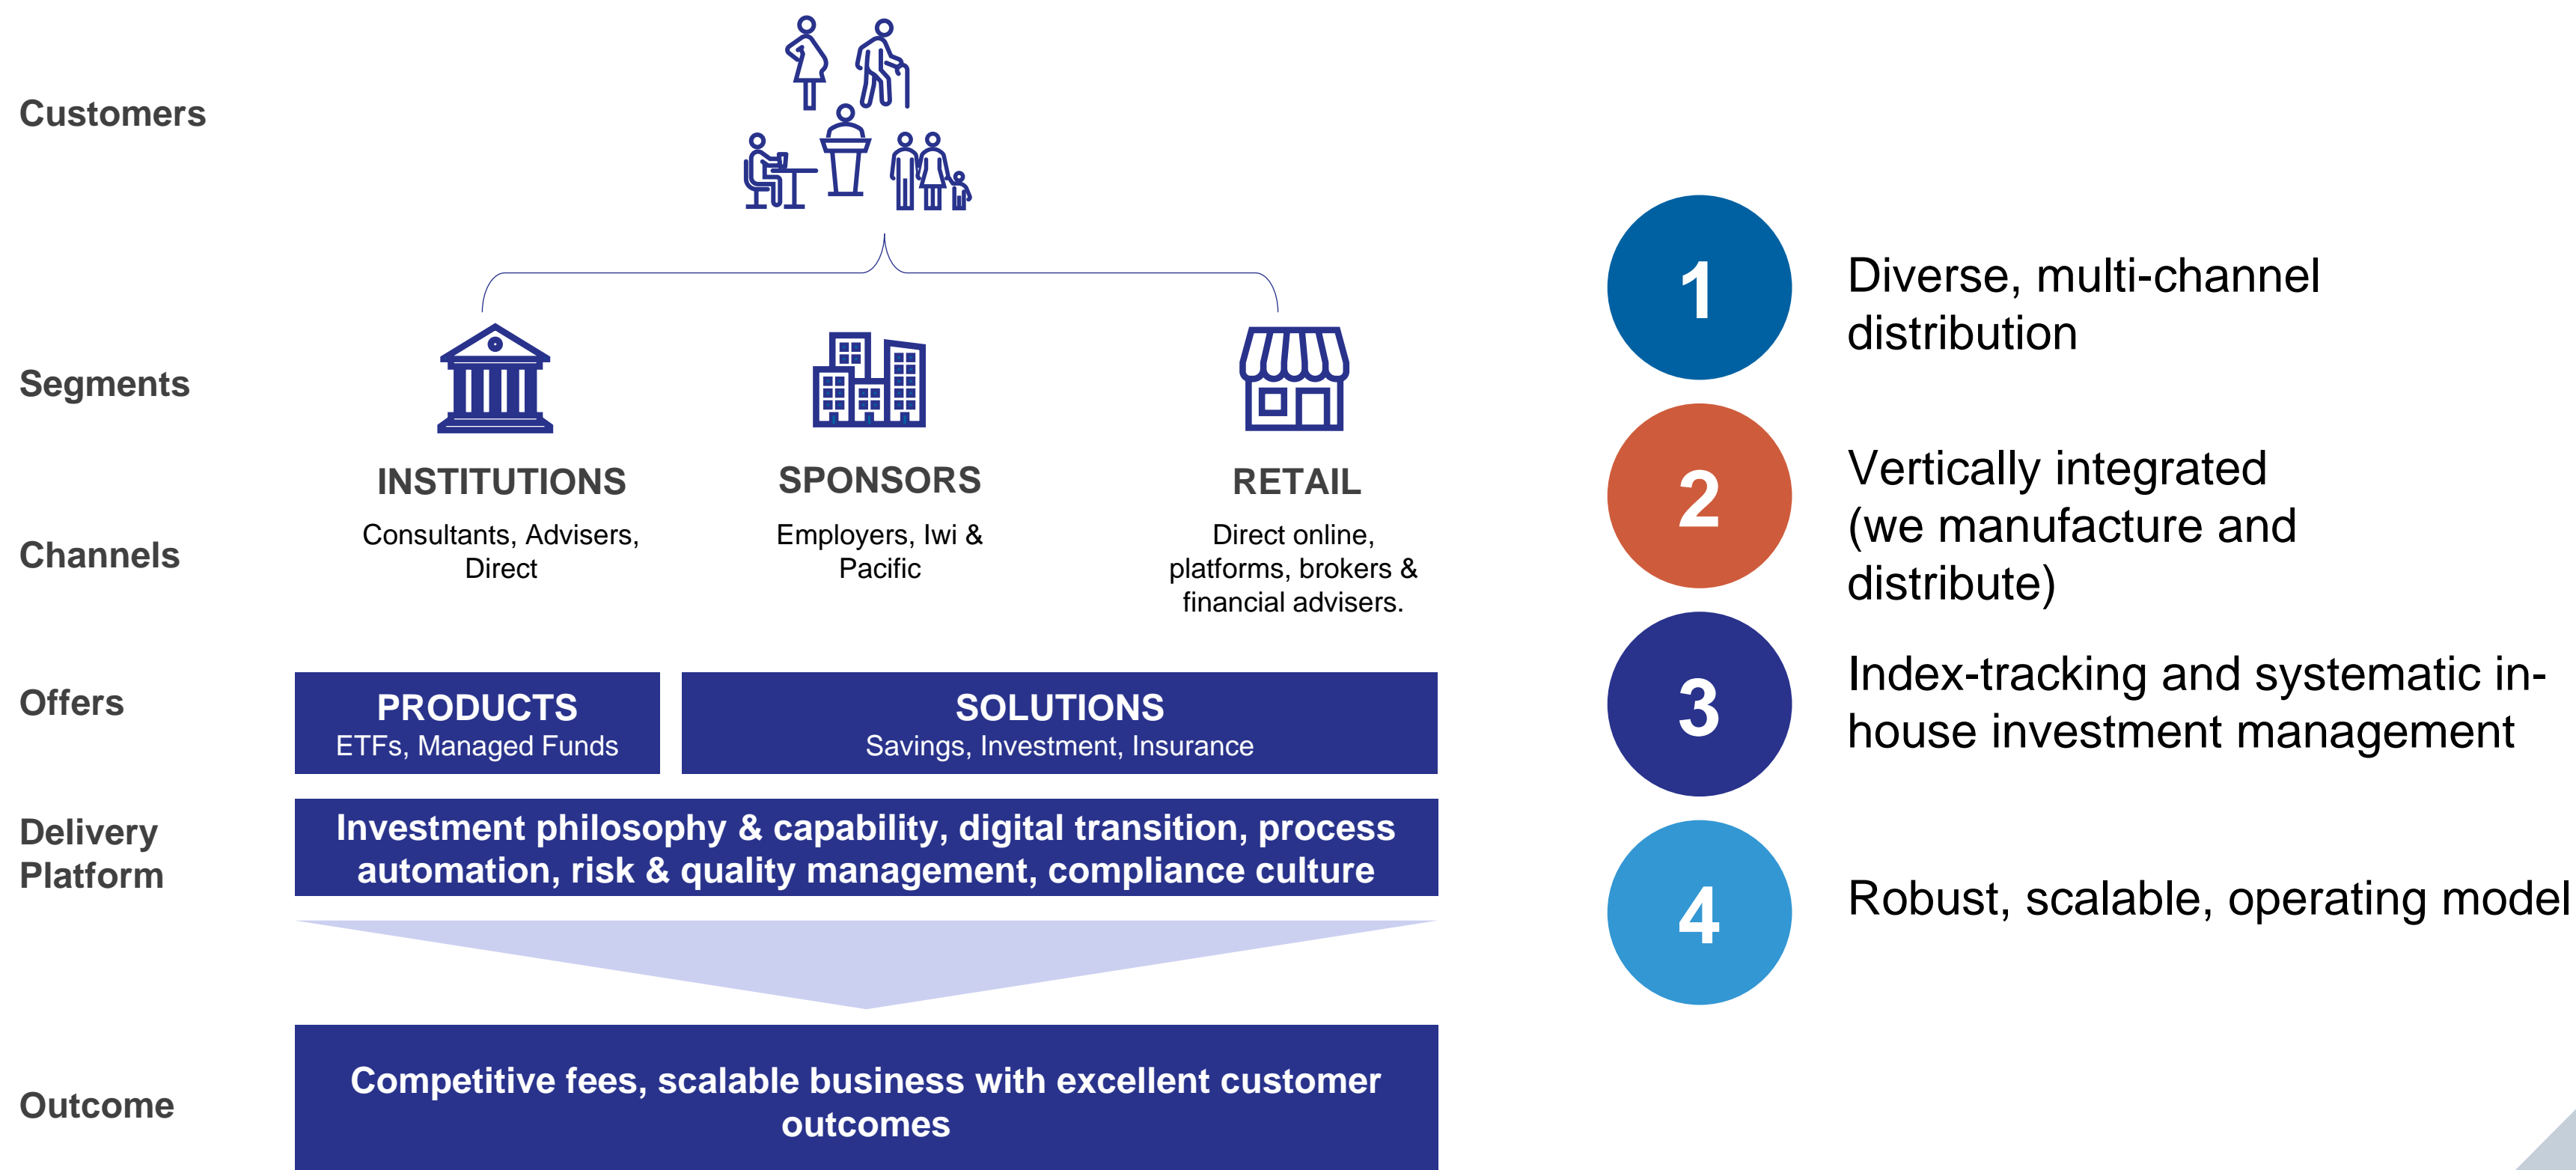 Customers
Segments
INSTITUTIONS
SPONSORS
RETAIL
Channels
Consultants, Advisers,
Direct
Employers, Iwi &
Pacific
Direct online,
platforms, brokers &
financial advisers.
Offers
PRODUCTS
ETFs, Managed Funds
SOLUTIONS
Savings, Investment, Insurance
Delivery
Platform
Investment philosophy & capability, digital transition, process
automation, risk & quality management, compliance culture
Outcome
Competitive fees, scalable business with excellent customer
outcomes
1
Diverse, multi-channel
distribution
2
Vertically integrated
(we manufacture and
distribute)
3
Index-tracking and systematic in-
house investment management
4
Robust, scalable, operating model